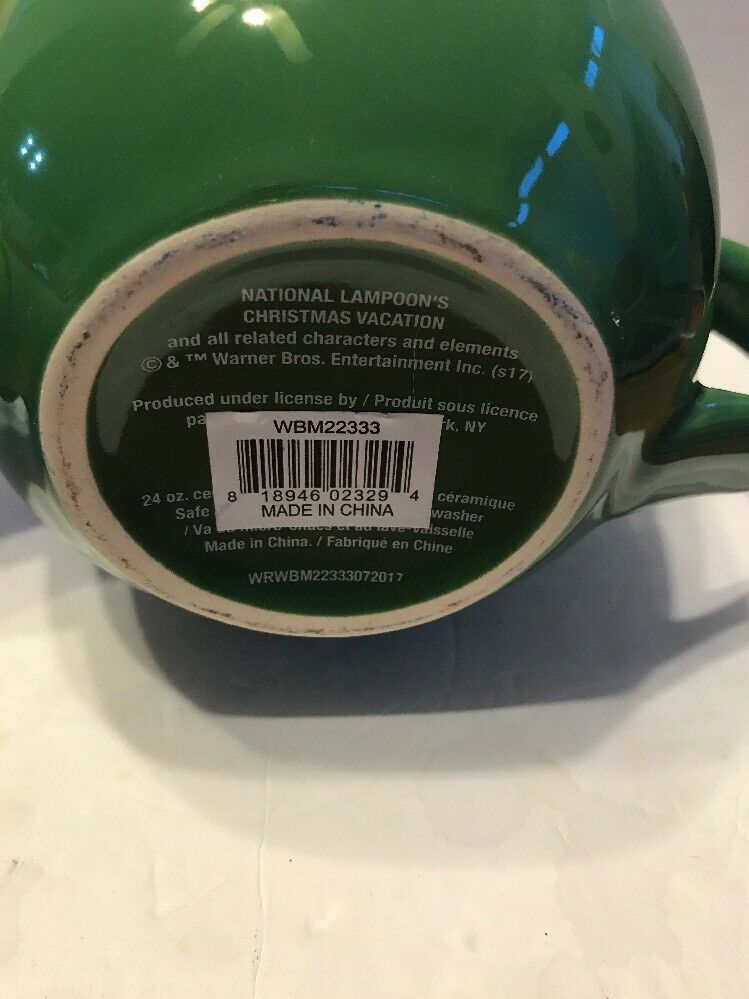 NATIONAL LAMPOON'S
CHRISTMAS VACATION
and all related characters and elements
© & ™ Warner Bros. Entertainment Inc. (s17)
Produced under license by / Produit sous licence
pa
k, NY
WBM22333
8 18946 02329 4
MADE IN CHINA
24 oz. ce
céramique
Safe
washer
/ Va
et au lave-vaisselle
Made in China. / Fabriqué en Chine
WRWBM22333072017